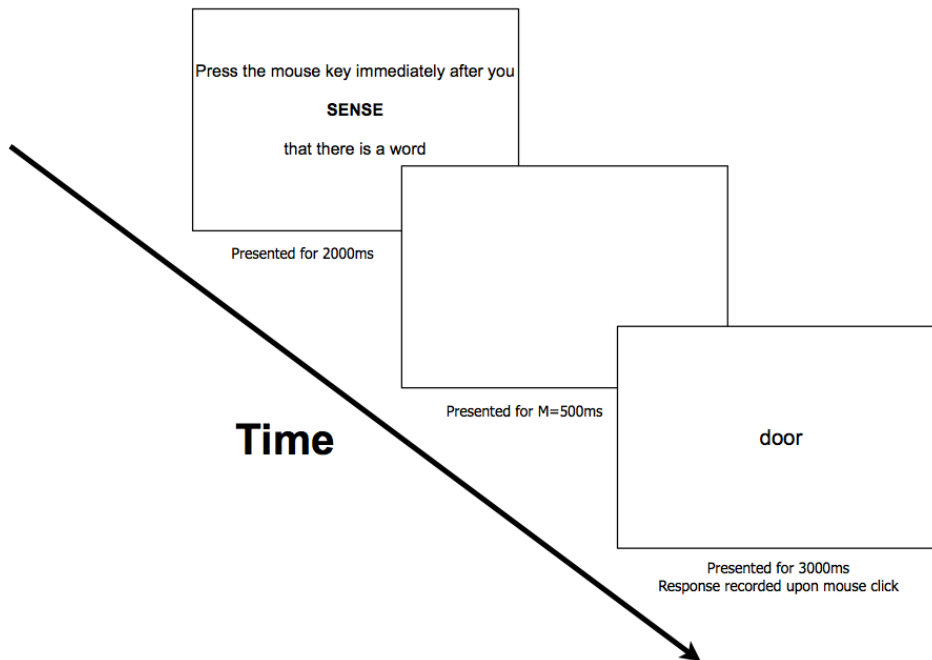 Press the mouse key immediately after you
SENSE
that there is a word
Presented for 2000ms
Presented for M=500ms
Time
door
Presented for 3000ms
Response recorded upon mouse click